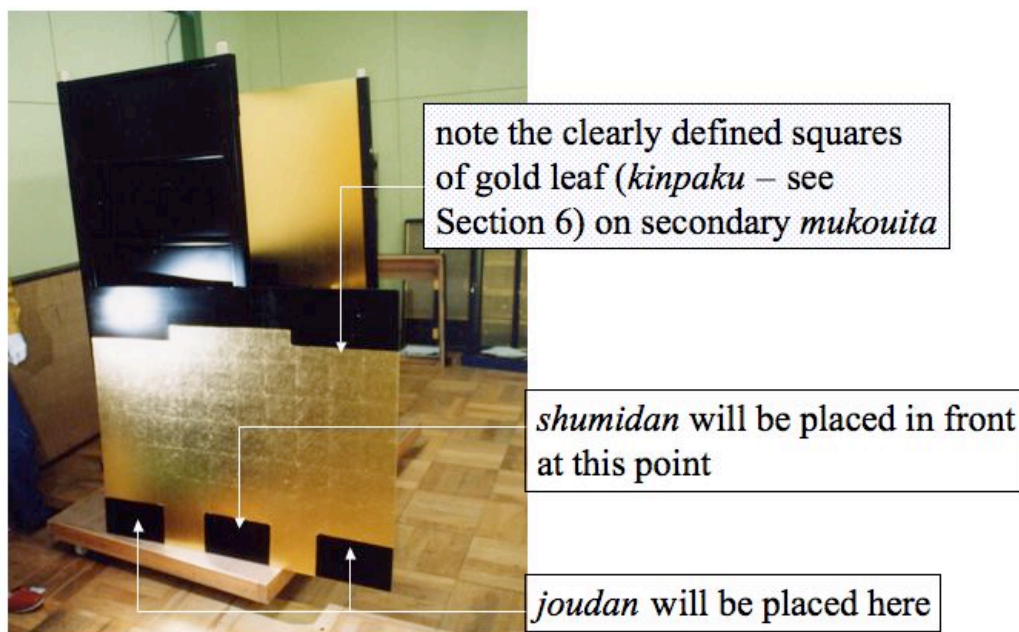 note the clearly defined squares
of gold leaf (kinpaku – see
Section 6) on secondary mukouita
shumidan will be placed in front
at this point
joudan will be placed here